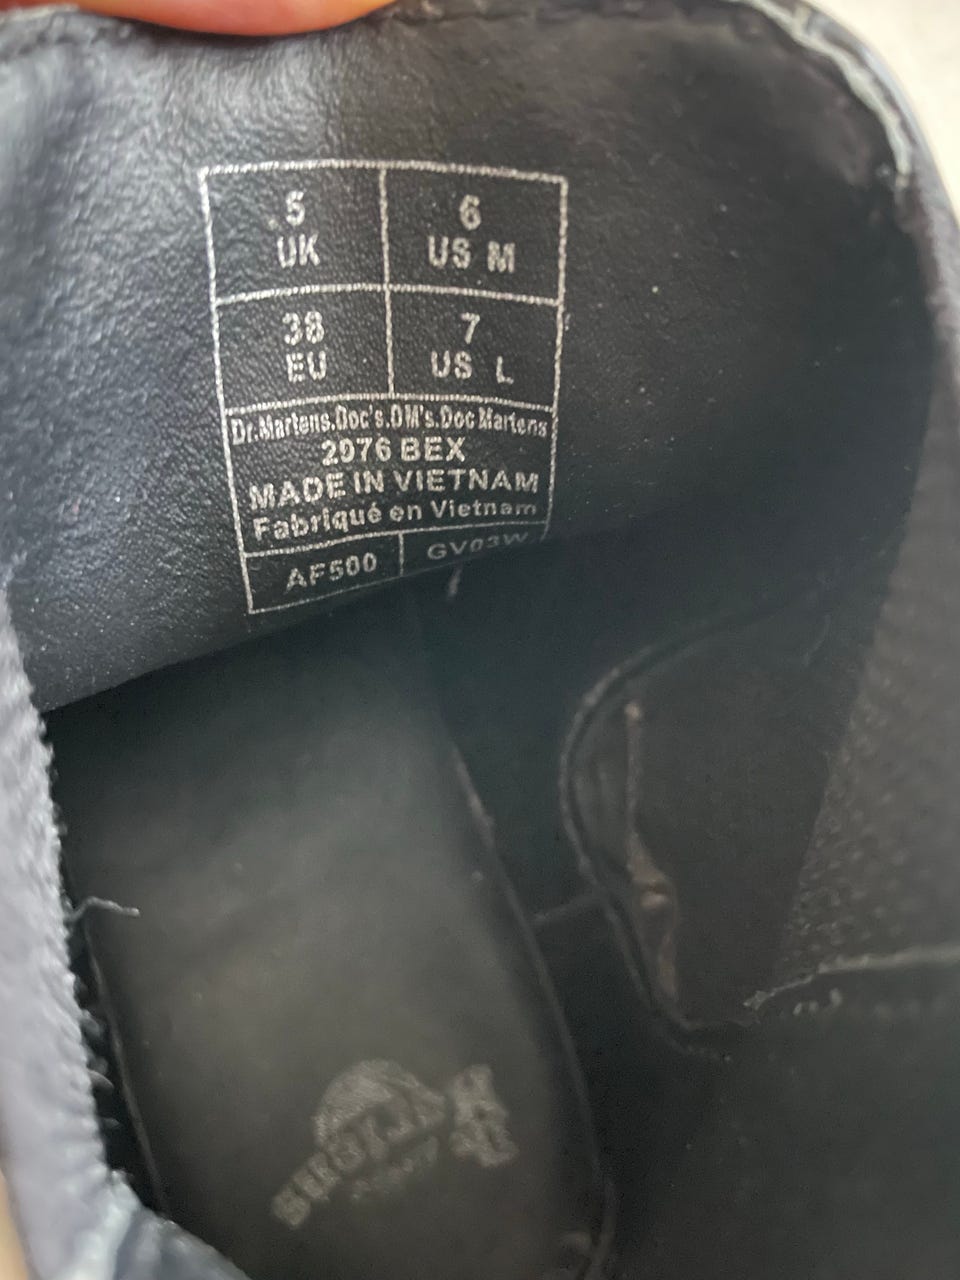 5 UK
6 US M
38 EU
7 US L
Dr.Martens.Doc's.DM's.Doc Martens
2976 BEX
MADE IN VIETNAM
Fabriqué en Vietnam
AF500
GV03W